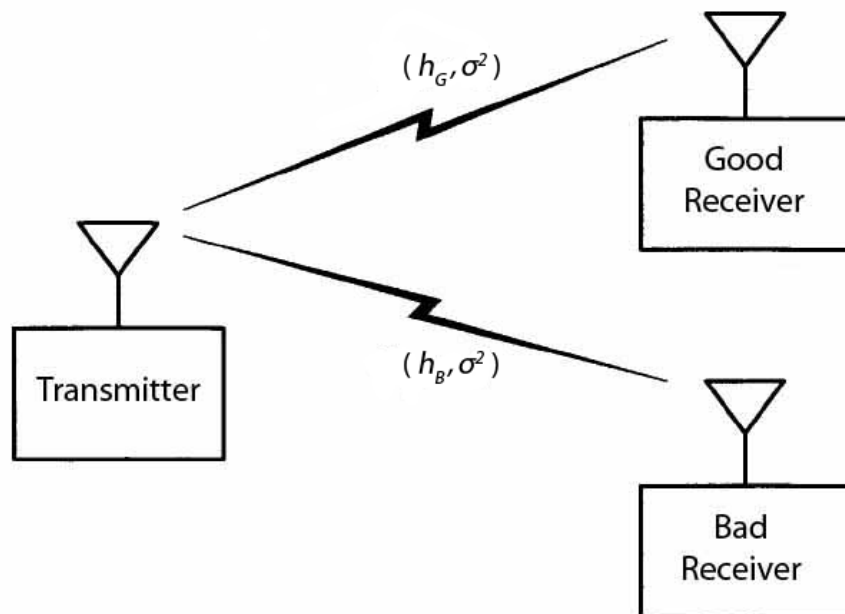 ( h_G, σ² )
Good
Receiver
Transmitter
( h_B, σ² )
Bad
Receiver